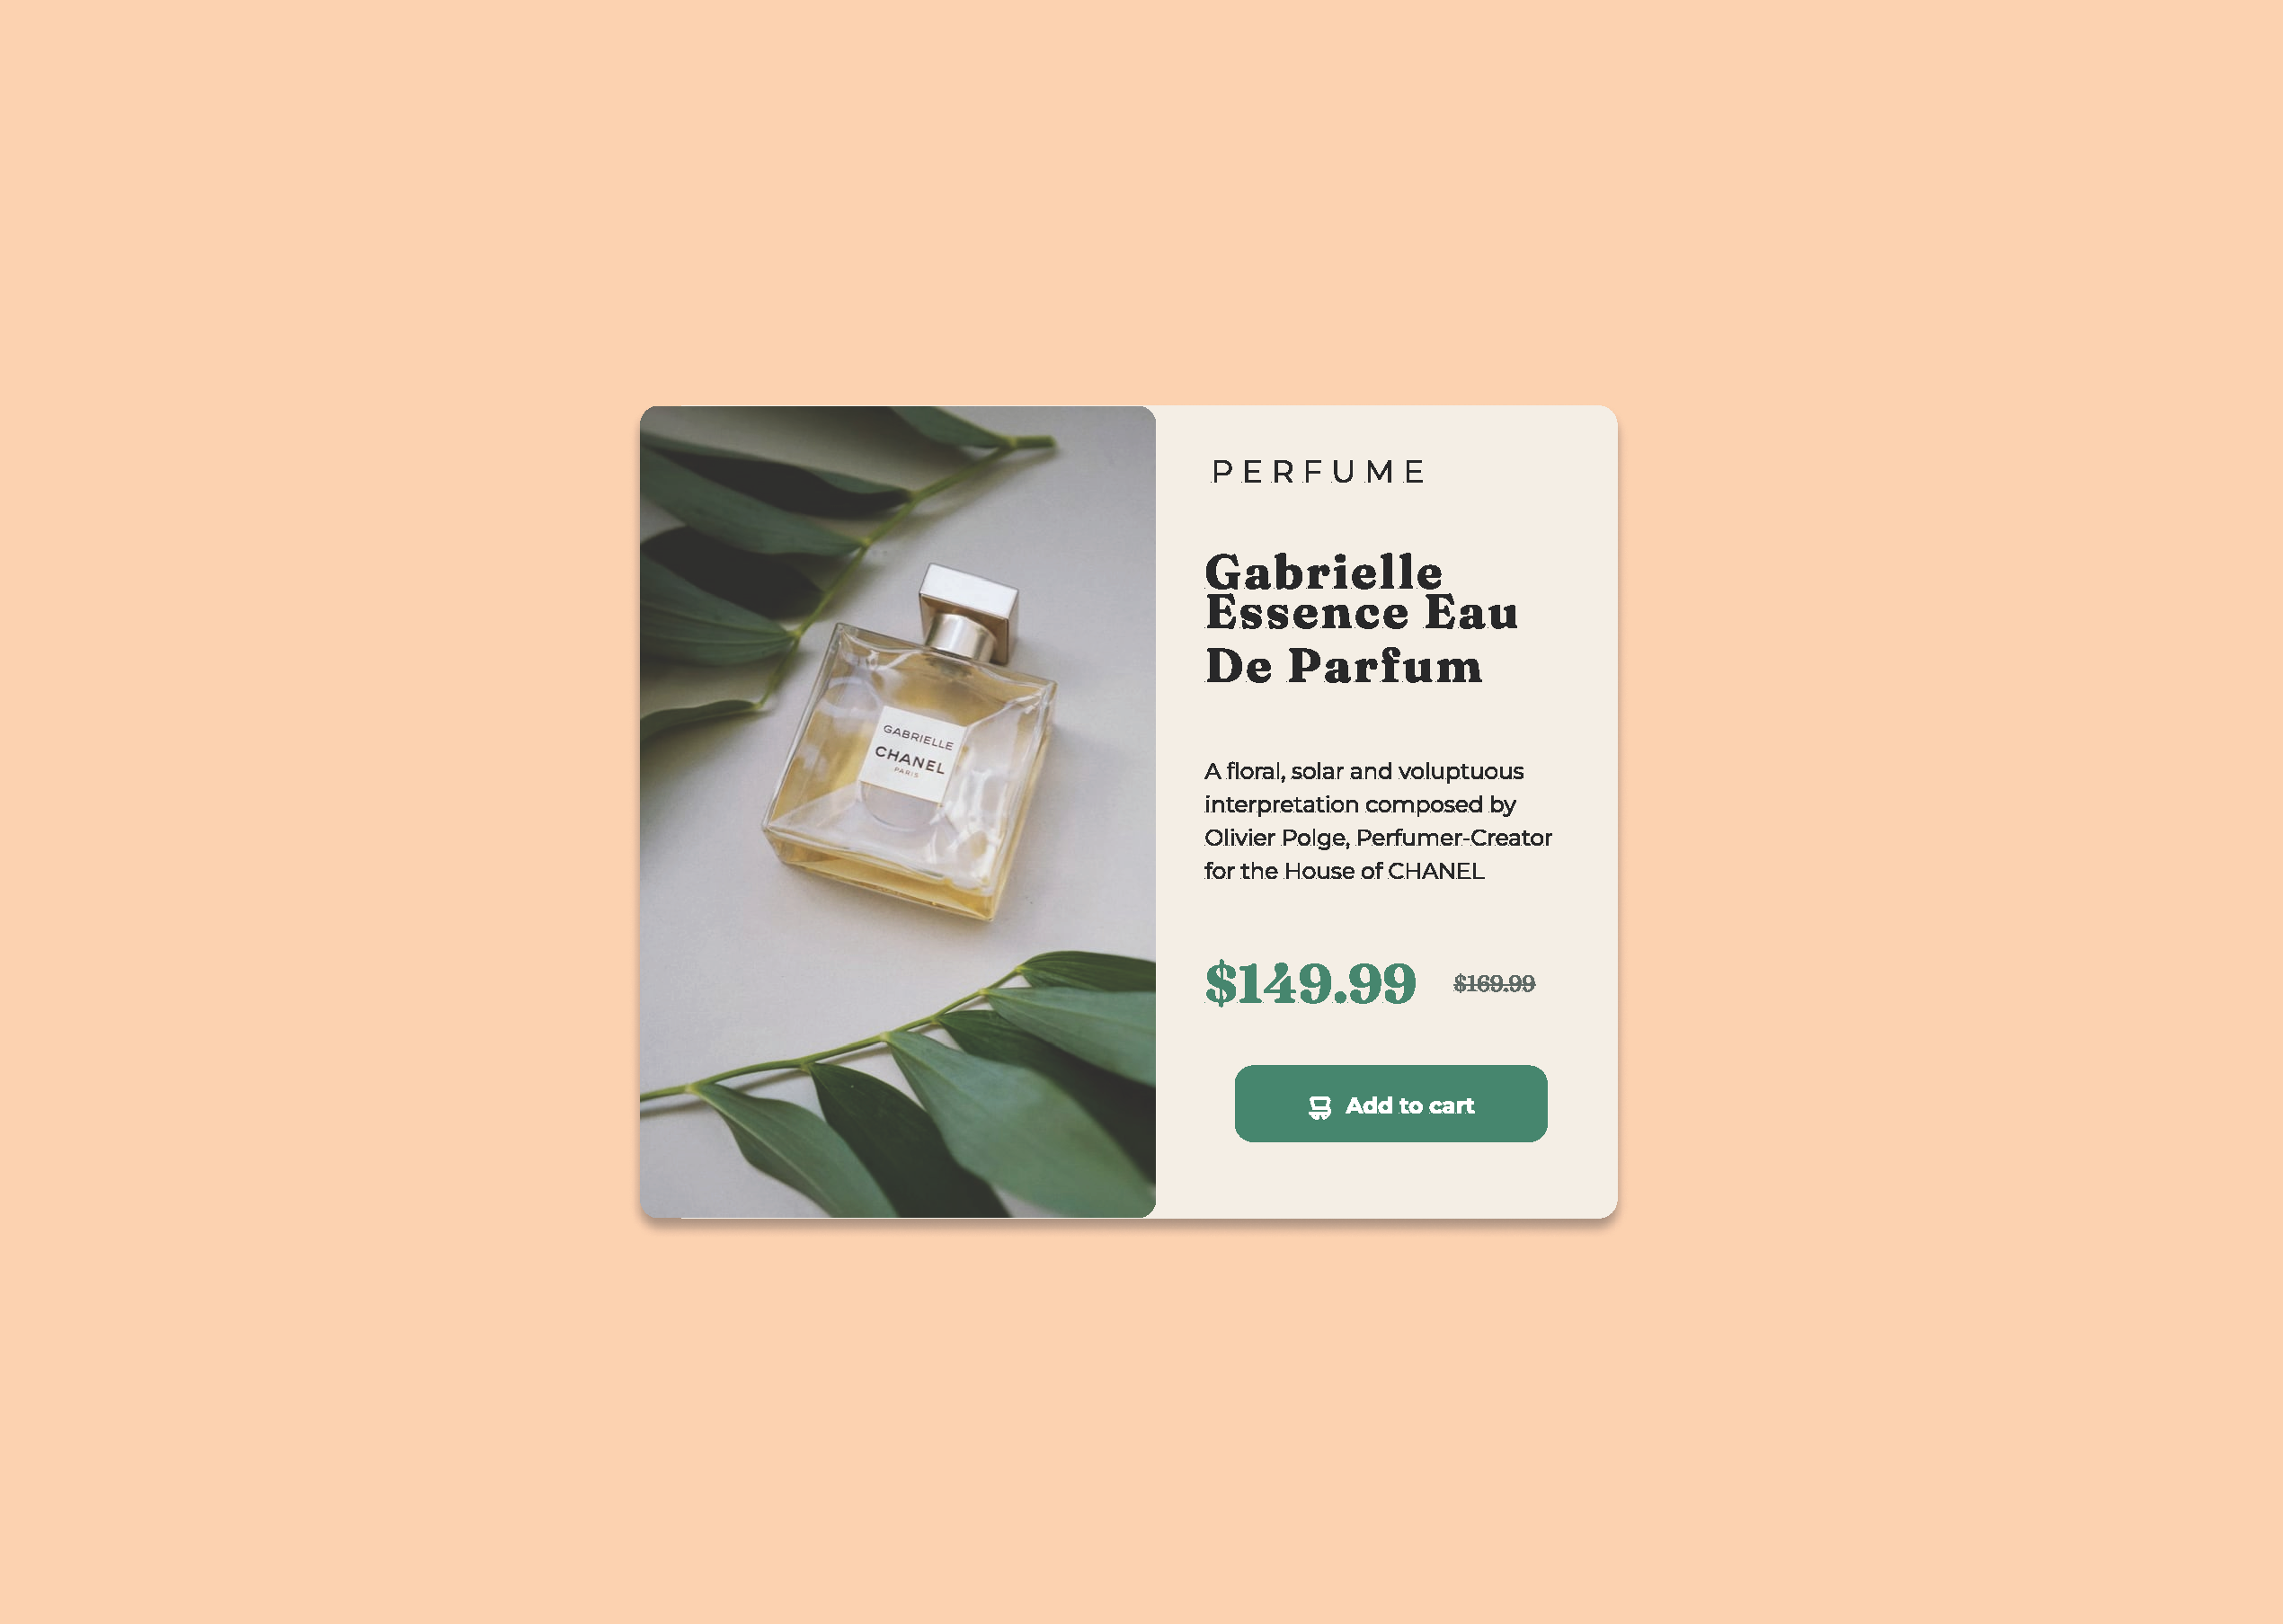 GABRIELLE
CHANEL
PARIS
PERFUME
Gabrielle
Essence Eau
De Parfum
A floral, solar and voluptuous
interpretation composed by
Olivier Polge, Perfumer-Creator
for the House of CHANEL
$149.99 $169.99
Add to cart